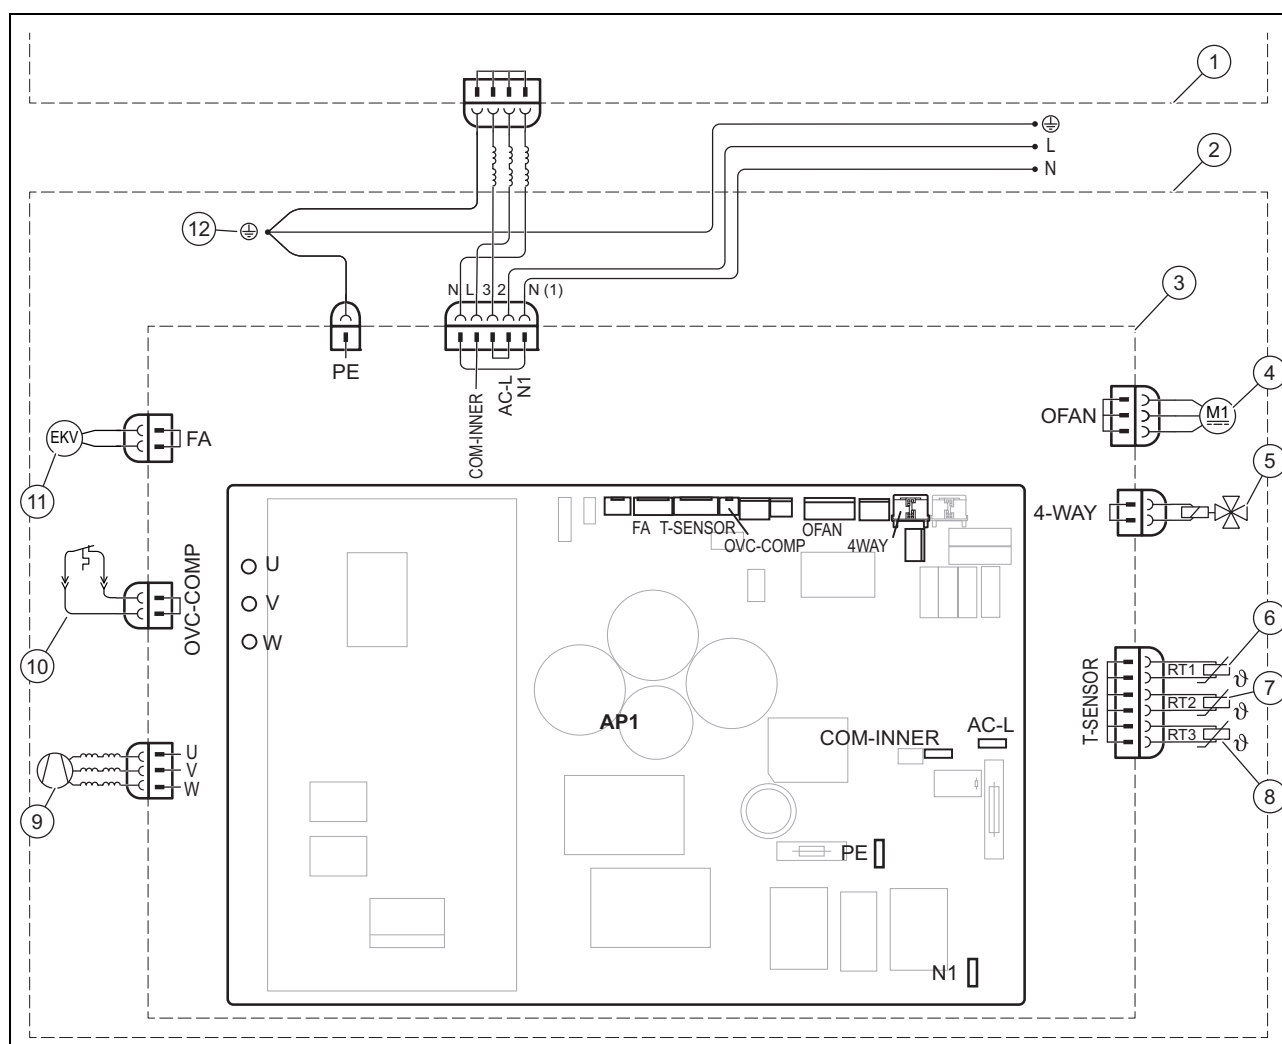 1
L
N
2
12
N L 3 2 N (1)
3
PE
COM-INNER
AC-L
N1
4
OFAN
M1
EKV
FA
11
5
4-WAY
FA T-SENSOR OFAN
OVC-COMP 4WAY
U
V
W
OVC-COMP
10
6
T-SENSOR
RT1 ϑ
7
RT2 ϑ
RT3 ϑ
8
AP1
COM-INNER AC-L
U
V
W
9
PE
N1